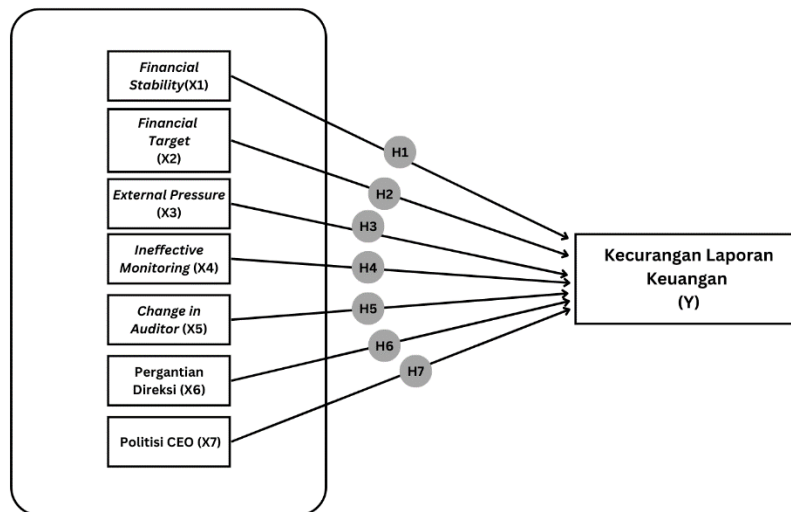 Financial
Stability(X1)
Financial
Target
(X2)
External Pressure
(X3)
Ineffective
Monitoring (X4)
Change in
Auditor (X5)
Pergantian
Direksi (X6)
Politisi CEO (X7)
H1
H2
H3
H4
H5
H6
H7
Kecurangan Laporan
Keuangan
(Y)